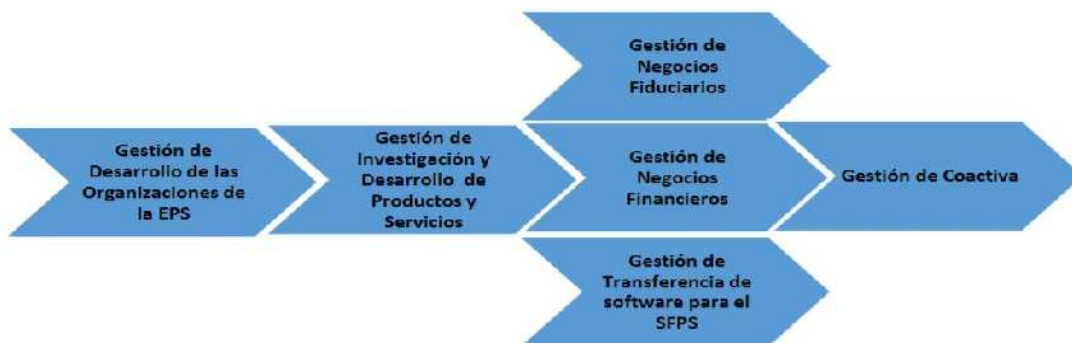 Gestión de
Negocios
Fiduciarios
Gestión de
Desarrollo de las
Organizaciones de
la EPS
Gestión de
Investigación y
Desarrollo de
Productos y
Servicios
Gestión de
Negocios
Financieros
Gestión de Coactiva
Gestión de
Transferencia de
software para el
SFPS